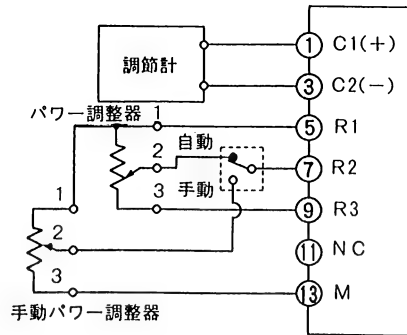 調節計
① C1(+)
③ C2(−)
パワー調整器
1
⑤ R1
自動
2
⑦ R2
手動
1
3
⑨ R3
2
⑪ NC
3
⑬ M
手動パワー調整器